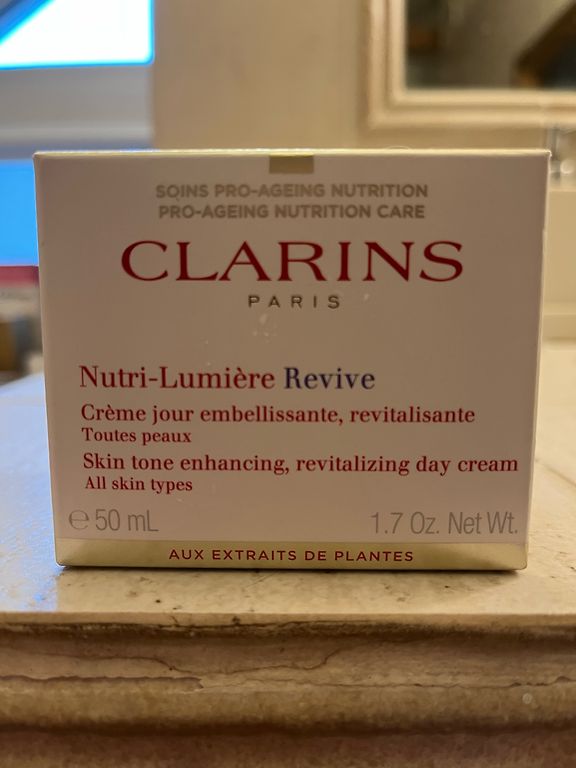 SOINS PRO-AGEING NUTRITION
PRO-AGEING NUTRITION CARE
CLARINS
PARIS
Nutri-Lumière Revive
Crème jour embellissante, revitalisante
Toutes peaux
Skin tone enhancing, revitalizing day cream
All skin types
℮ 50 mL 1.7 Oz. Net Wt.
AUX EXTRAITS DE PLANTES